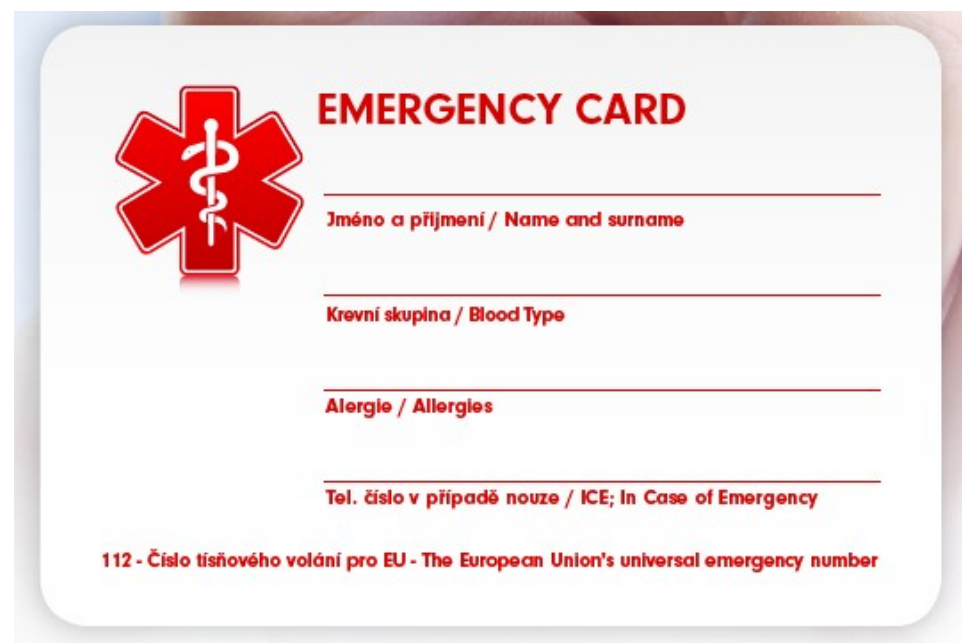 EMERGENCY CARD
Jméno a přijmení / Name and surname
Krevní skupina / Blood Type
Alergie / Allergies
Tel. číslo v případě nouze / ICE; In Case of Emergency
112 - Číslo tísňového volání pro EU - The European Union's universal emergency number